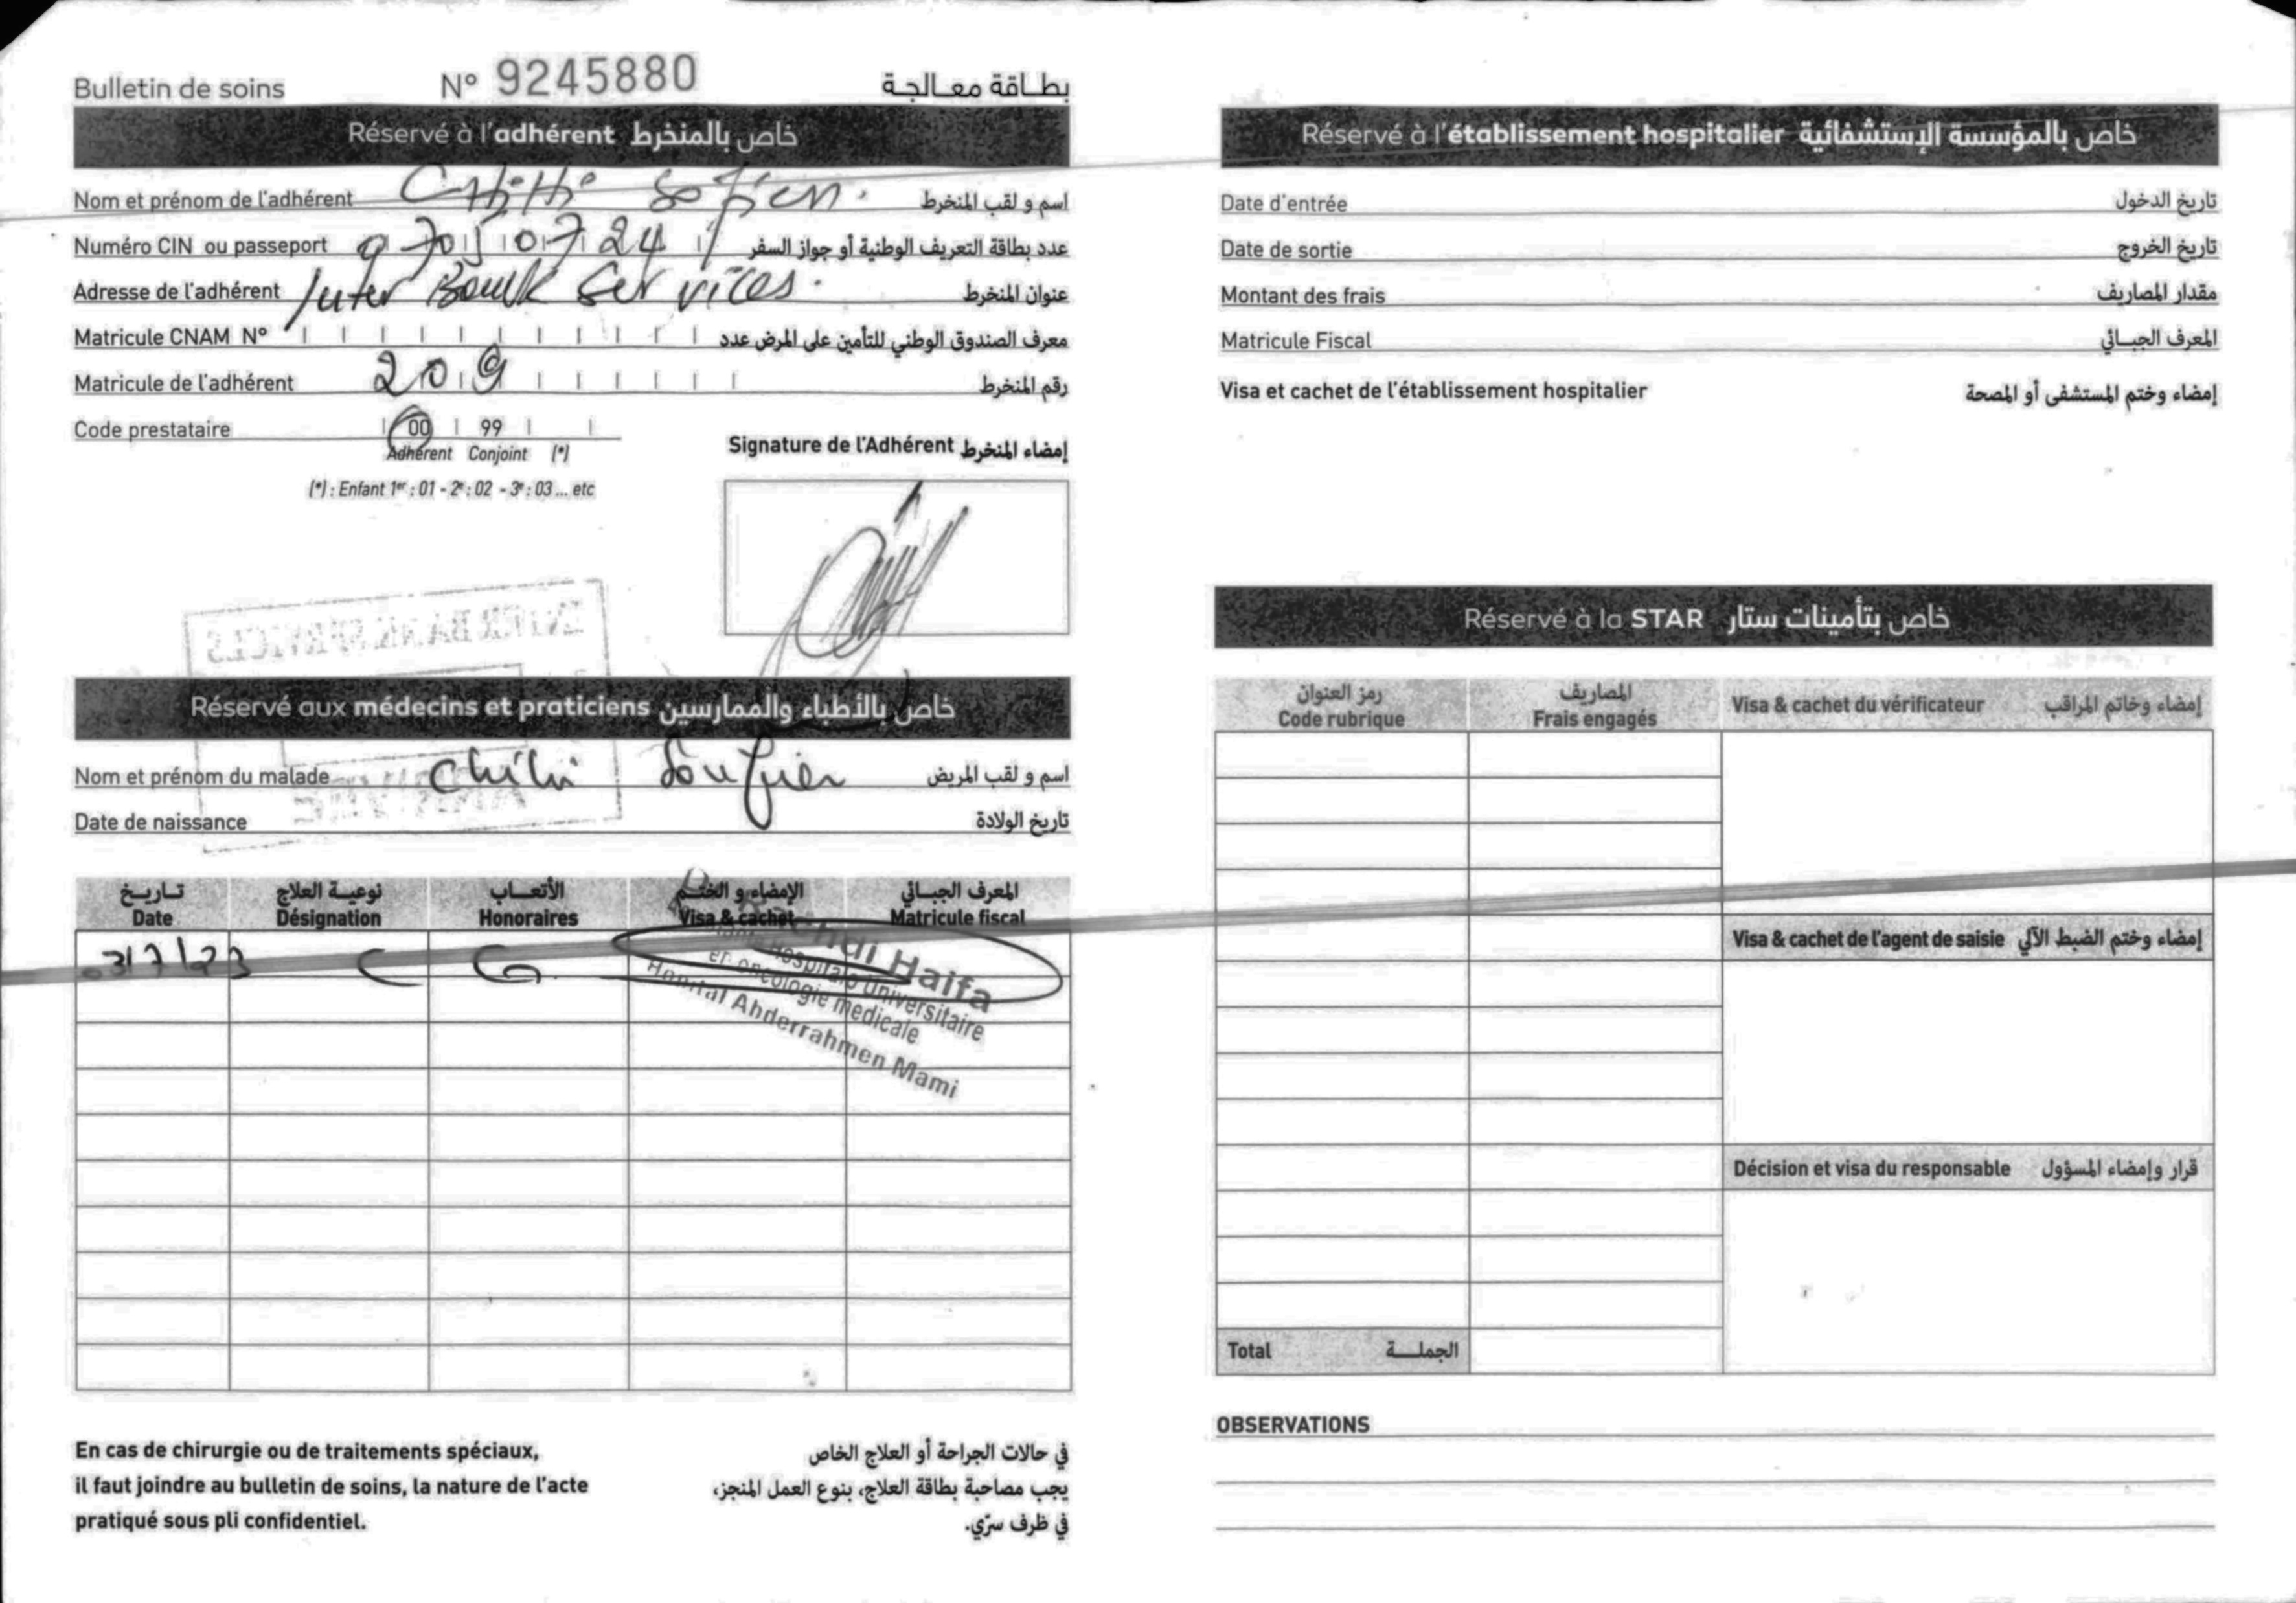 Bulletin de soins N° 9245880 بطاقة معالجة
Réservé à l'adhérent خاص بالمنخرط
Nom et prénom de l'adhérent Chihi Sofien اسم و لقب المنخرط
Numéro CIN ou passeport عدد بطاقة التعريف الوطنية أو جواز السفر
Adresse de l'adhérent Inter Bank Services عنوان المنخرط
Matricule CNAM N° معرف الصندوق الوطني للتأمين على المرض عدد
Matricule de l'adhérent 209 رقم المنخرط
Code prestataire 00 99
Adhérent Conjoint (*)
(*) : Enfant 1er : 01 - 2e : 02 - 3e : 03 ... etc
Signature de l'Adhérent إمضاء المنخرط
INTER BANK SERVICES
Réservé aux médecins et praticiens خاص بالأطباء والممارسين
Nom et prénom du malade Chihi Soufien اسم و لقب المريض
ARRIVEE
Date de naissance تاريخ الولادة
تاريخ نوعية العلاج الأتعاب الإمضاء و الختم المعرف الجبائي
Date Désignation Honoraires Visa & cachet Matricule fiscal
C G
Haifa
Hospitalo Universitaire
en oncologie medicale
Hopital Abderrahmen Mami
En cas de chirurgie ou de traitements spéciaux,
il faut joindre au bulletin de soins, la nature de l'acte
pratiqué sous pli confidentiel.
في حالات الجراحة أو العلاج الخاص
يجب مصاحبة بطاقة العلاج، بنوع العمل المنجز،
في ظرف سرّي.
Réservé à l'établissement hospitalier خاص بالمؤسسة الإستشفائية
Date d'entrée تاريخ الدخول
Date de sortie تاريخ الخروج
Montant des frais مقدار المصاريف
Matricule Fiscal المعرف الجبائي
Visa et cachet de l'établissement hospitalier إمضاء وختم المستشفى أو المصحة
Réservé à la STAR خاص بتأمينات ستار
رمز العنوان المصاريف
Code rubrique Frais engagés Visa & cachet du vérificateur إمضاء وخاتم المراقب
Visa & cachet de l'agent de saisie إمضاء وختم الضبط الآلي
Décision et visa du responsable قرار وإمضاء المسؤول
Total الجملة
OBSERVATIONS